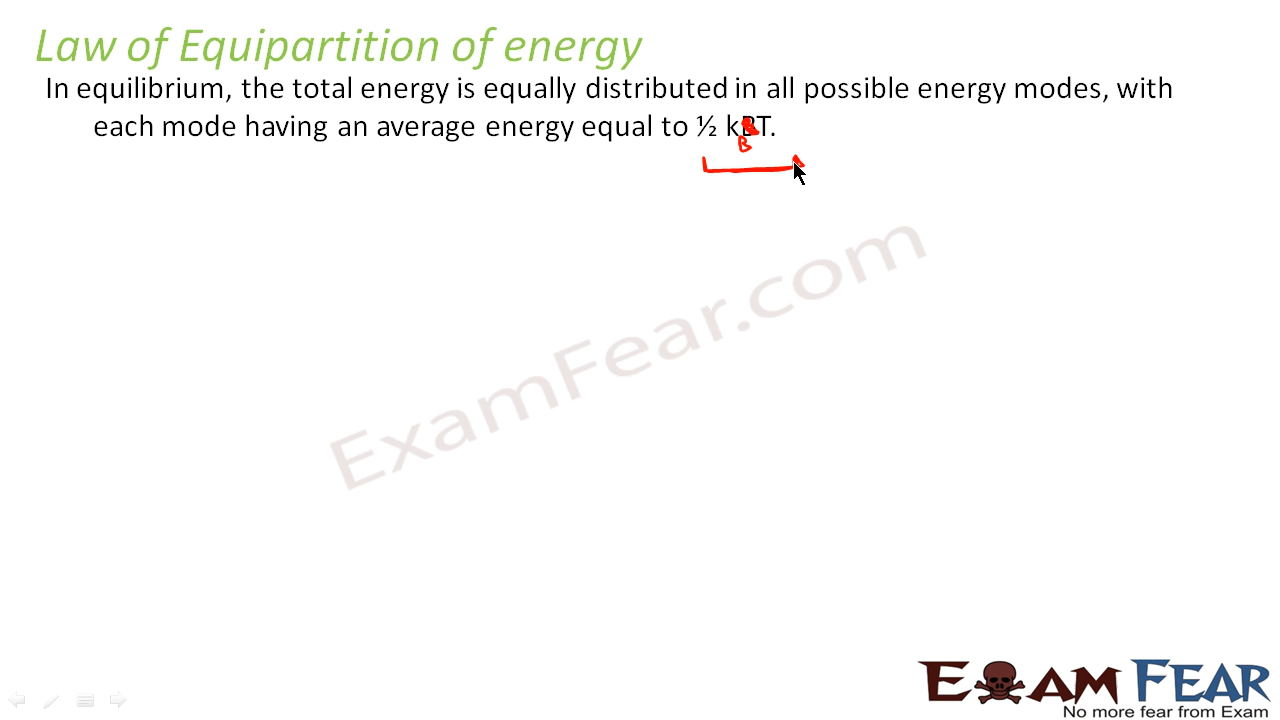 Law of Equipartition of energy
In equilibrium, the total energy is equally distributed in all possible energy modes, with
each mode having an average energy equal to ½ kBT.
B
ExamFear.com
EXAM FEAR
No more fear from Exam